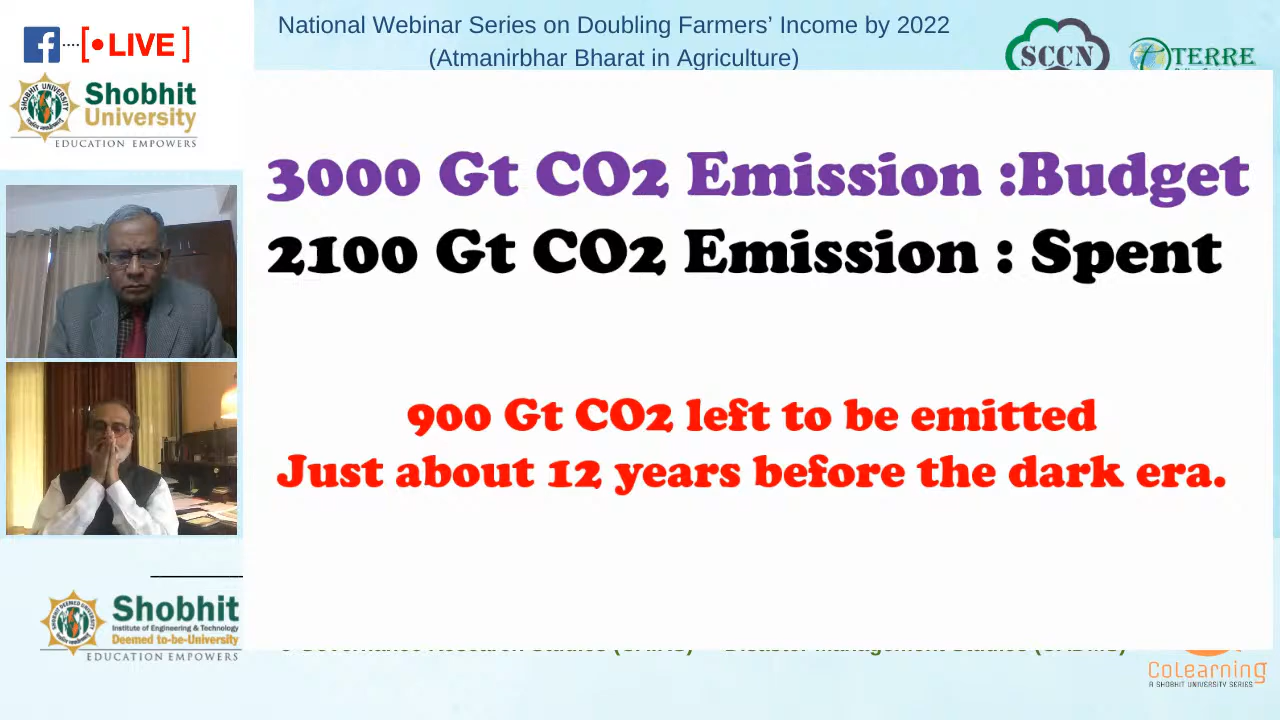 National Webinar Series on Doubling Farmers' Income by 2022
(Atmanirbhar Bharat in Agriculture)
[•LIVE]
SCCN
TERRE
Shobhit
University
EDUCATION EMPOWERS
3000 Gt CO2 Emission :Budget
2100 Gt CO2 Emission : Spent
900 Gt CO2 left to be emitted
Just about 12 years before the dark era.
Shobhit
Institute of Engineering & Technology
Deemed to-be-University
EDUCATION EMPOWERS
CoLearning
A SHOBHIT UNIVERSITY SERIES